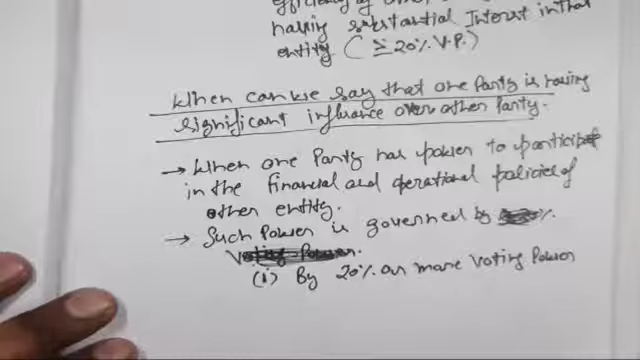 having substantial Interest in that
entity (≥20% V.P.)
When can we say that one Party is having
significant influence over other Party.
→ When one Party has power to participate
in the financial and operational policies of
other entity.
→ Such Power is governed by
Voting Power.
(i) By 20% or more Voting Power